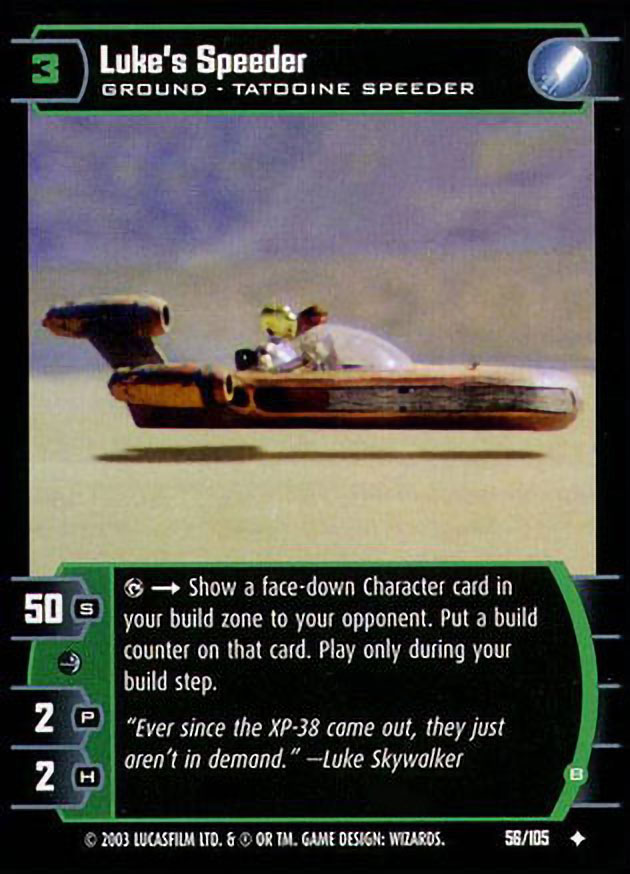 3
Luke's Speeder
GROUND · TATOOINE SPEEDER
50 S
2 P
2 H
→ Show a face-down Character card in
your build zone to your opponent. Put a build
counter on that card. Play only during your
build step.
"Ever since the XP-38 came out, they just
aren't in demand." —Luke Skywalker
B
© 2003 LUCASFILM LTD. & ® OR TM. GAME DESIGN: WIZARDS.
56/105